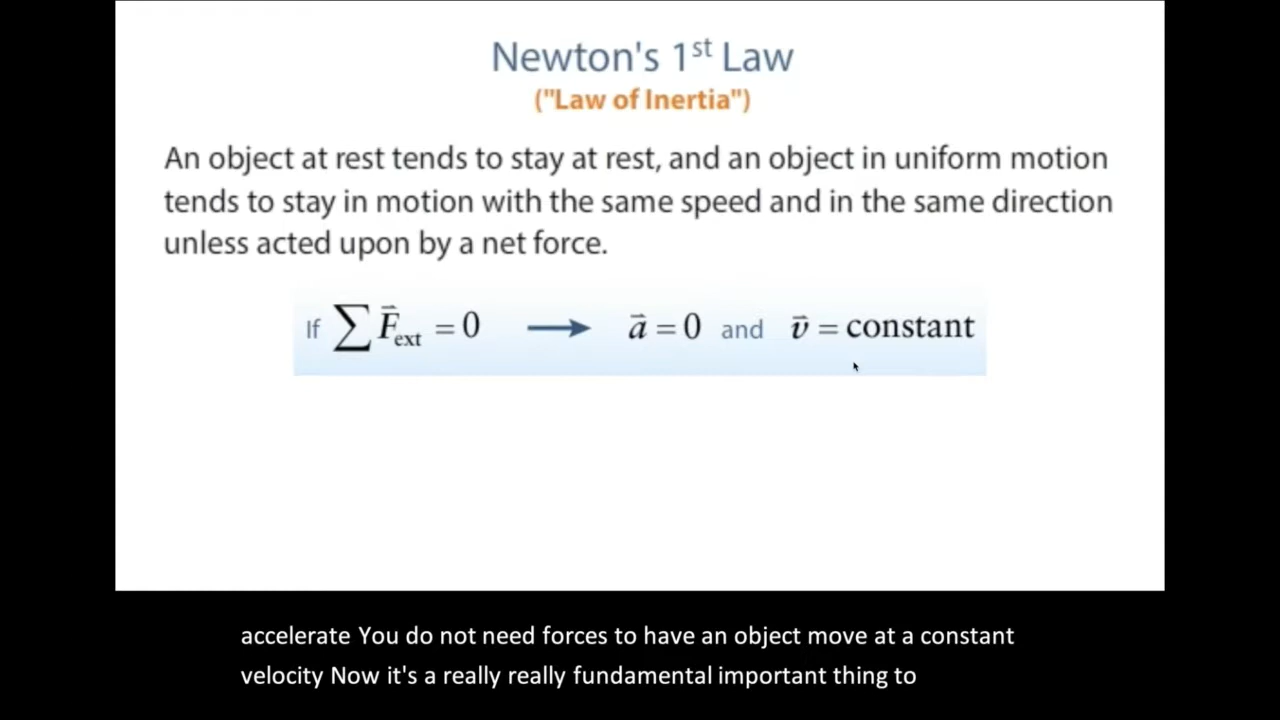 Newton's 1st Law
("Law of Inertia")
An object at rest tends to stay at rest, and an object in uniform motion
tends to stay in motion with the same speed and in the same direction
unless acted upon by a net force.
If ∑ F⃗ext = 0 → a⃗ = 0 and v⃗ = constant
accelerate You do not need forces to have an object move at a constant
velocity Now it's a really really fundamental important thing to